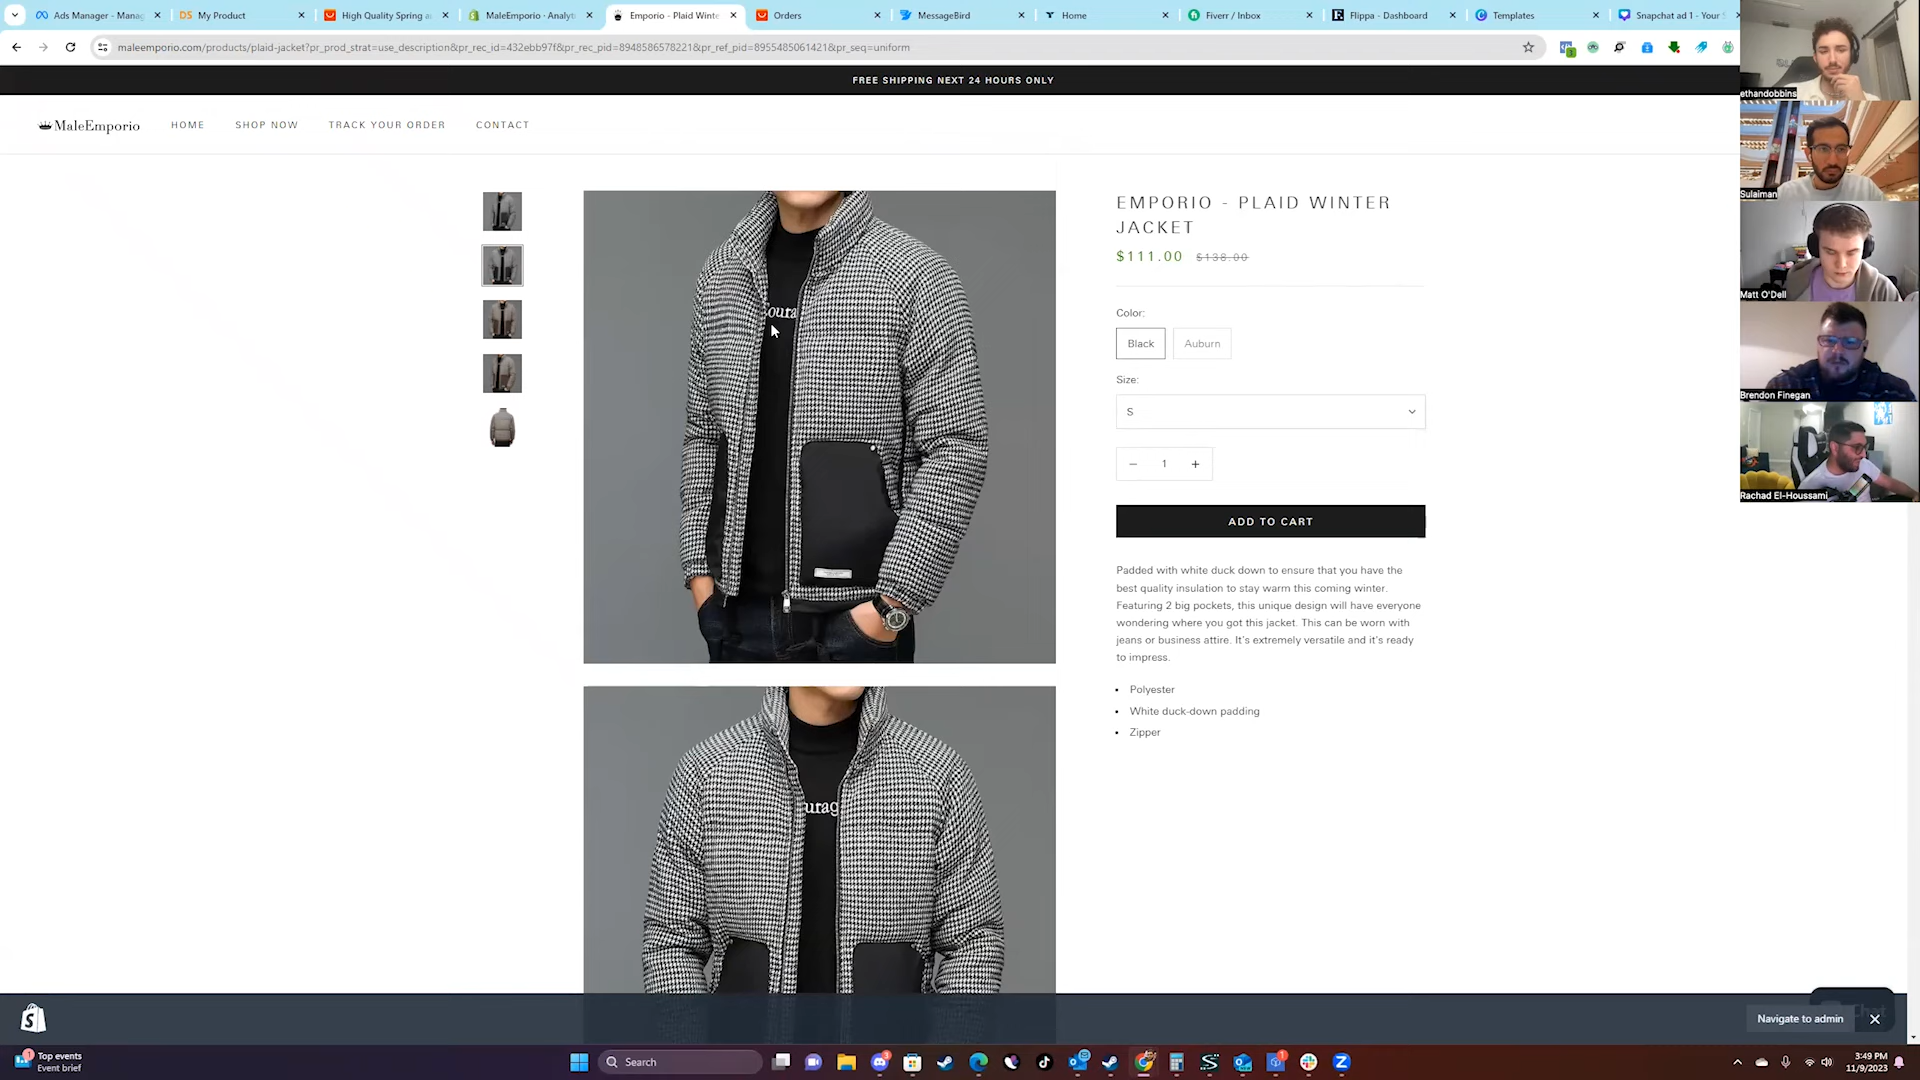 Ads Manager - Manag
My Product
High Quality Spring a
MaleEmporio · Analyt
Emporio - Plaid Winte
Orders
MessageBird
Home
Fiverr / Inbox
Flippa - Dashboard
Templates
Snapchat ad 1 - Your S
maleemporio.com/products/plaid-jacket?pr_prod_strat=use_description&pr_rec_id=432ebb97f&pr_rec_pid=8948586578221&pr_ref_pid=8955485061421&pr_seq=uniform
FREE SHIPPING NEXT 24 HOURS ONLY
MaleEmporio
HOME
SHOP NOW
TRACK YOUR ORDER
CONTACT
ethandobbins
Sulaiman
Matt O'Dell
Brendon Finegan
Rachad El-Houssami
EMPORIO - PLAID WINTER
JACKET
$111.00 $138.00
Color:
Black
Auburn
Size:
S
− 1 +
ADD TO CART
Padded with white duck down to ensure that you have the
best quality insulation to stay warm this coming winter.
Featuring 2 big pockets, this unique design will have everyone
wondering where you got this jacket. This can be worn with
jeans or business attire. It's extremely versatile and it's ready
to impress.
• Polyester
• White duck-down padding
• Zipper
Navigate to admin
Top events
Event brief
Search
3:49 PM
11/9/2023